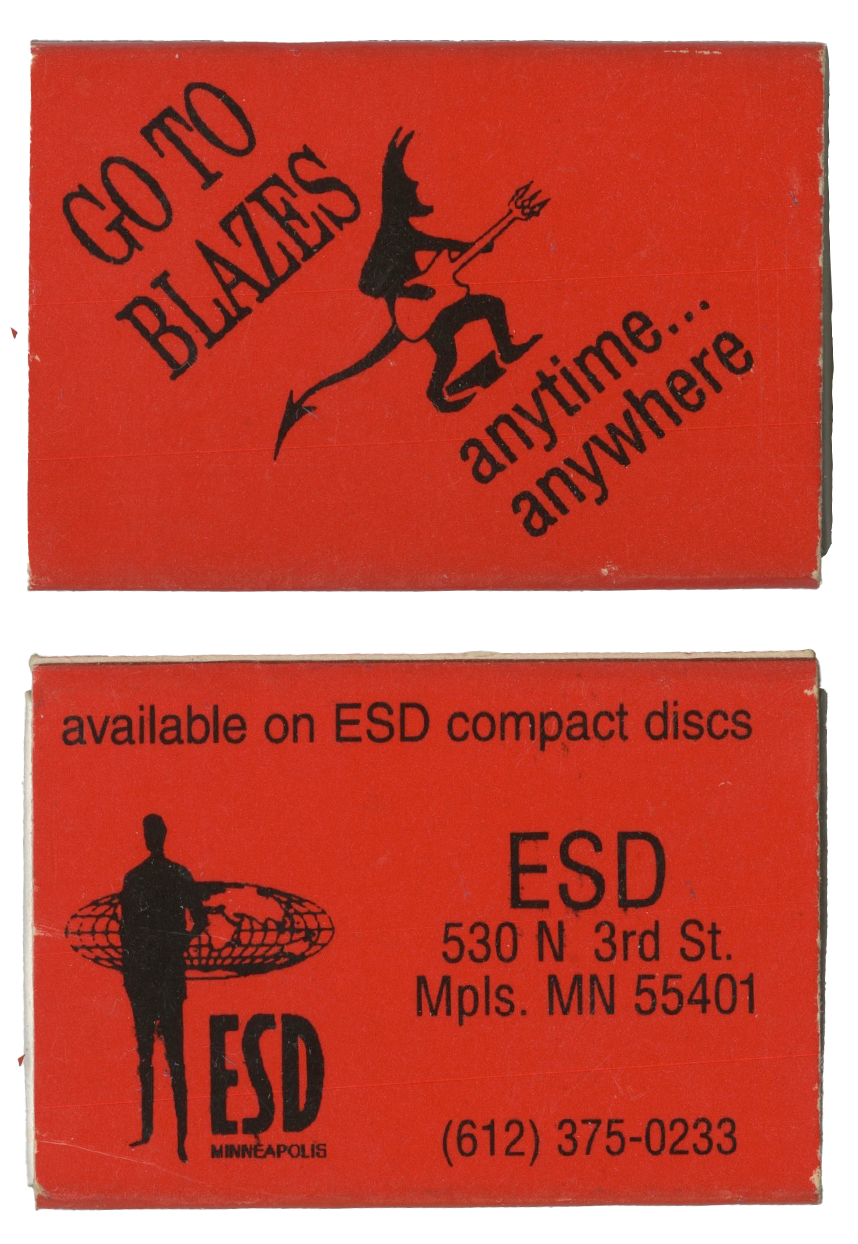 GO TO
BLAZES
anytime...
anywhere
available on ESD compact discs
ESD
530 N 3rd St.
Mpls. MN 55401
ESD
MINNEAPOLIS
(612) 375-0233